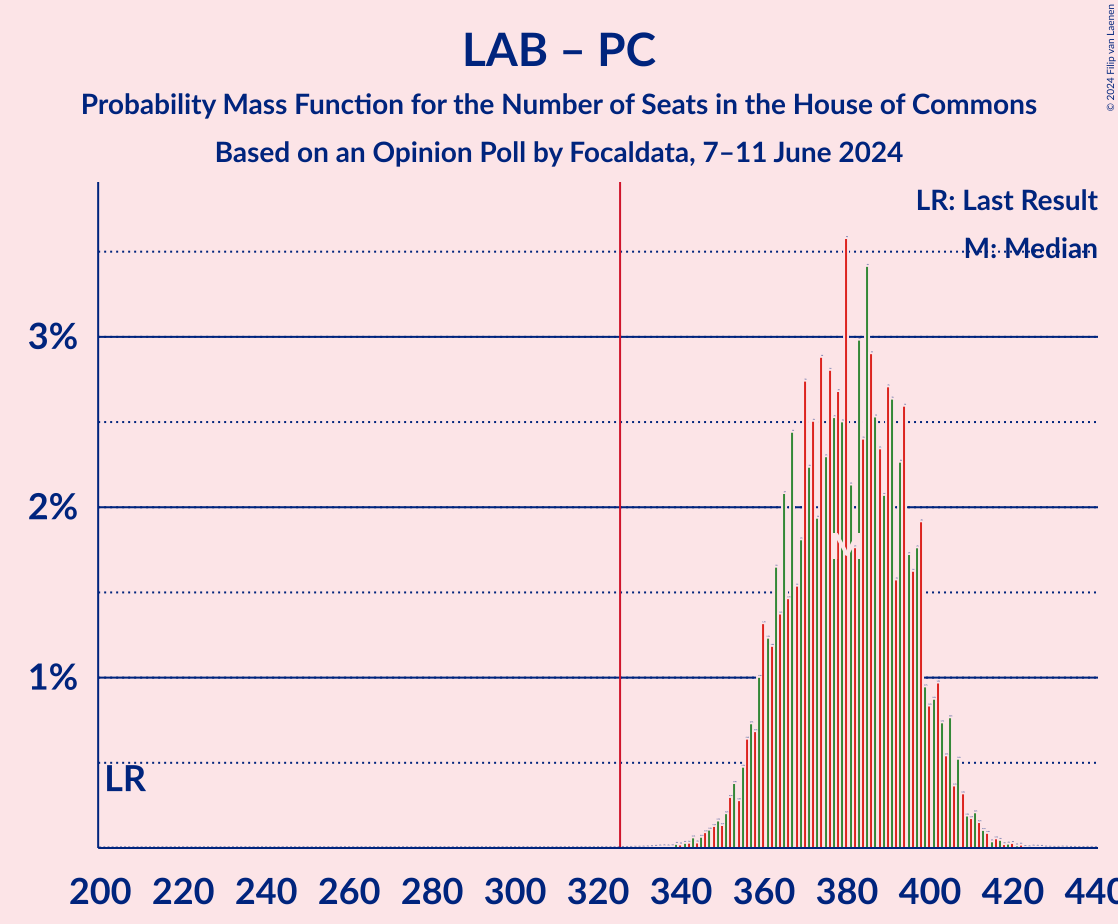 LAB – PC
Probability Mass Function for the Number of Seats in the House of Commons
Based on an Opinion Poll by Focaldata, 7–11 June 2024
© 2024 Filip van Laenen
LR: Last Result
M: Median
3%
2%
1%
M
LR
200 220 240 260 280 300 320 340 360 380 400 420 440